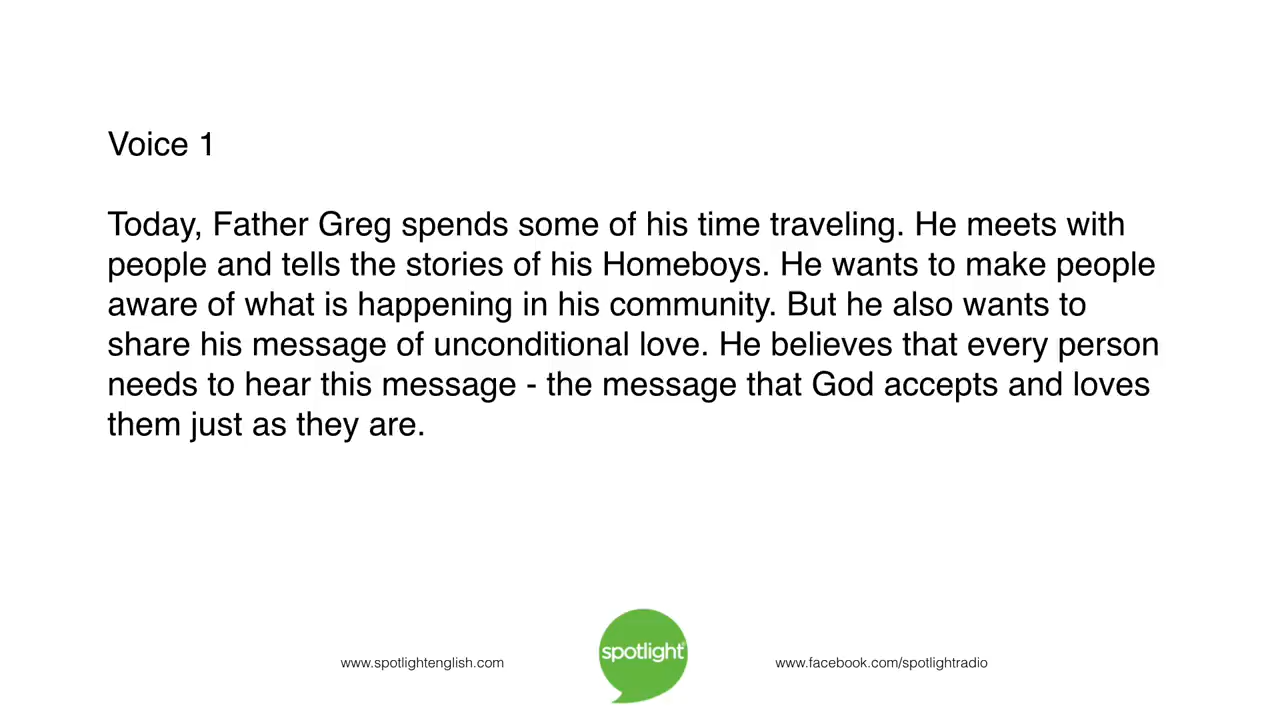 Voice 1
Today, Father Greg spends some of his time traveling. He meets with
people and tells the stories of his Homeboys. He wants to make people
aware of what is happening in his community. But he also wants to
share his message of unconditional love. He believes that every person
needs to hear this message - the message that God accepts and loves
them just as they are.
www.spotlightenglish.com
spotlight
www.facebook.com/spotlightradio